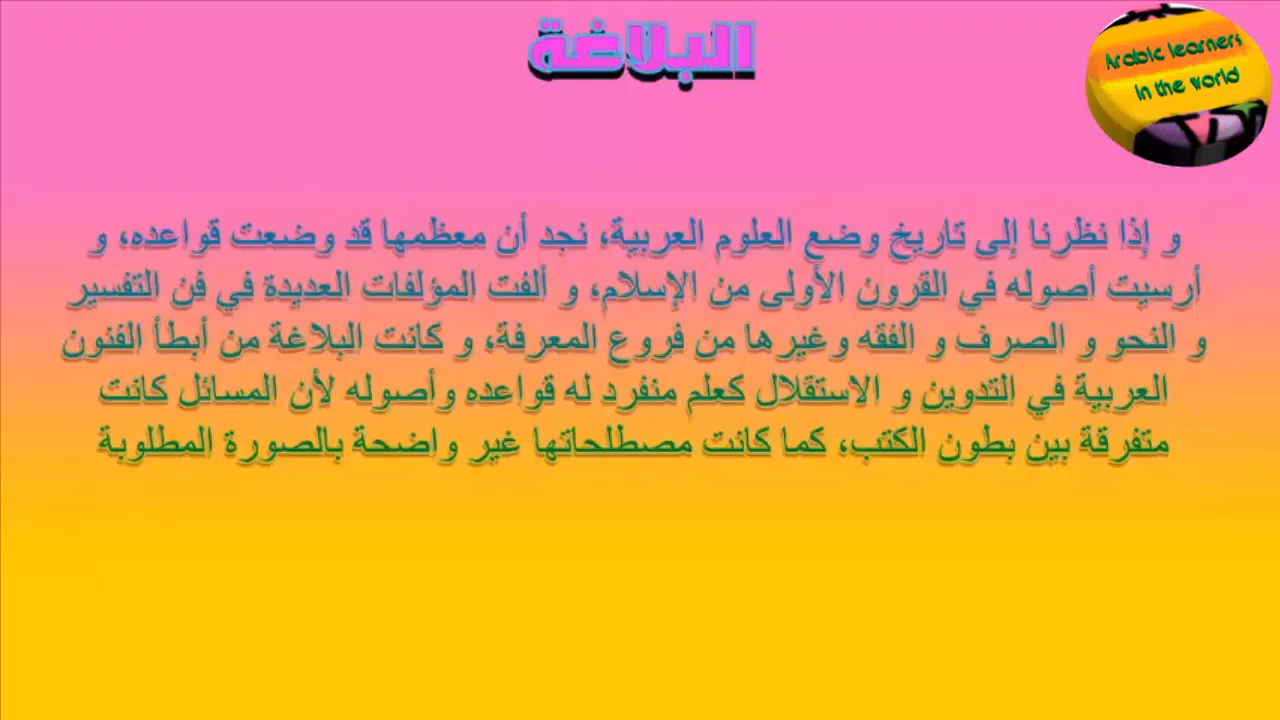 البلاغة
Arabic learners
in the world
و إذا نظرنا إلى تاريخ وضع العلوم العربية، نجد أن معظمها قد وضعت قواعده، و
أرسيت أصوله في القرون الأولى من الإسلام، و ألفت المؤلفات العديدة في فن التفسير
و النحو و الصرف و الفقه وغيرها من فروع المعرفة، و كانت البلاغة من أبطأ الفنون
العربية في التدوين و الاستقلال كعلم منفرد له قواعده وأصوله لأن المسائل كانت
متفرقة بين بطون الكتب، كما كانت مصطلحاتها غير واضحة بالصورة المطلوبة